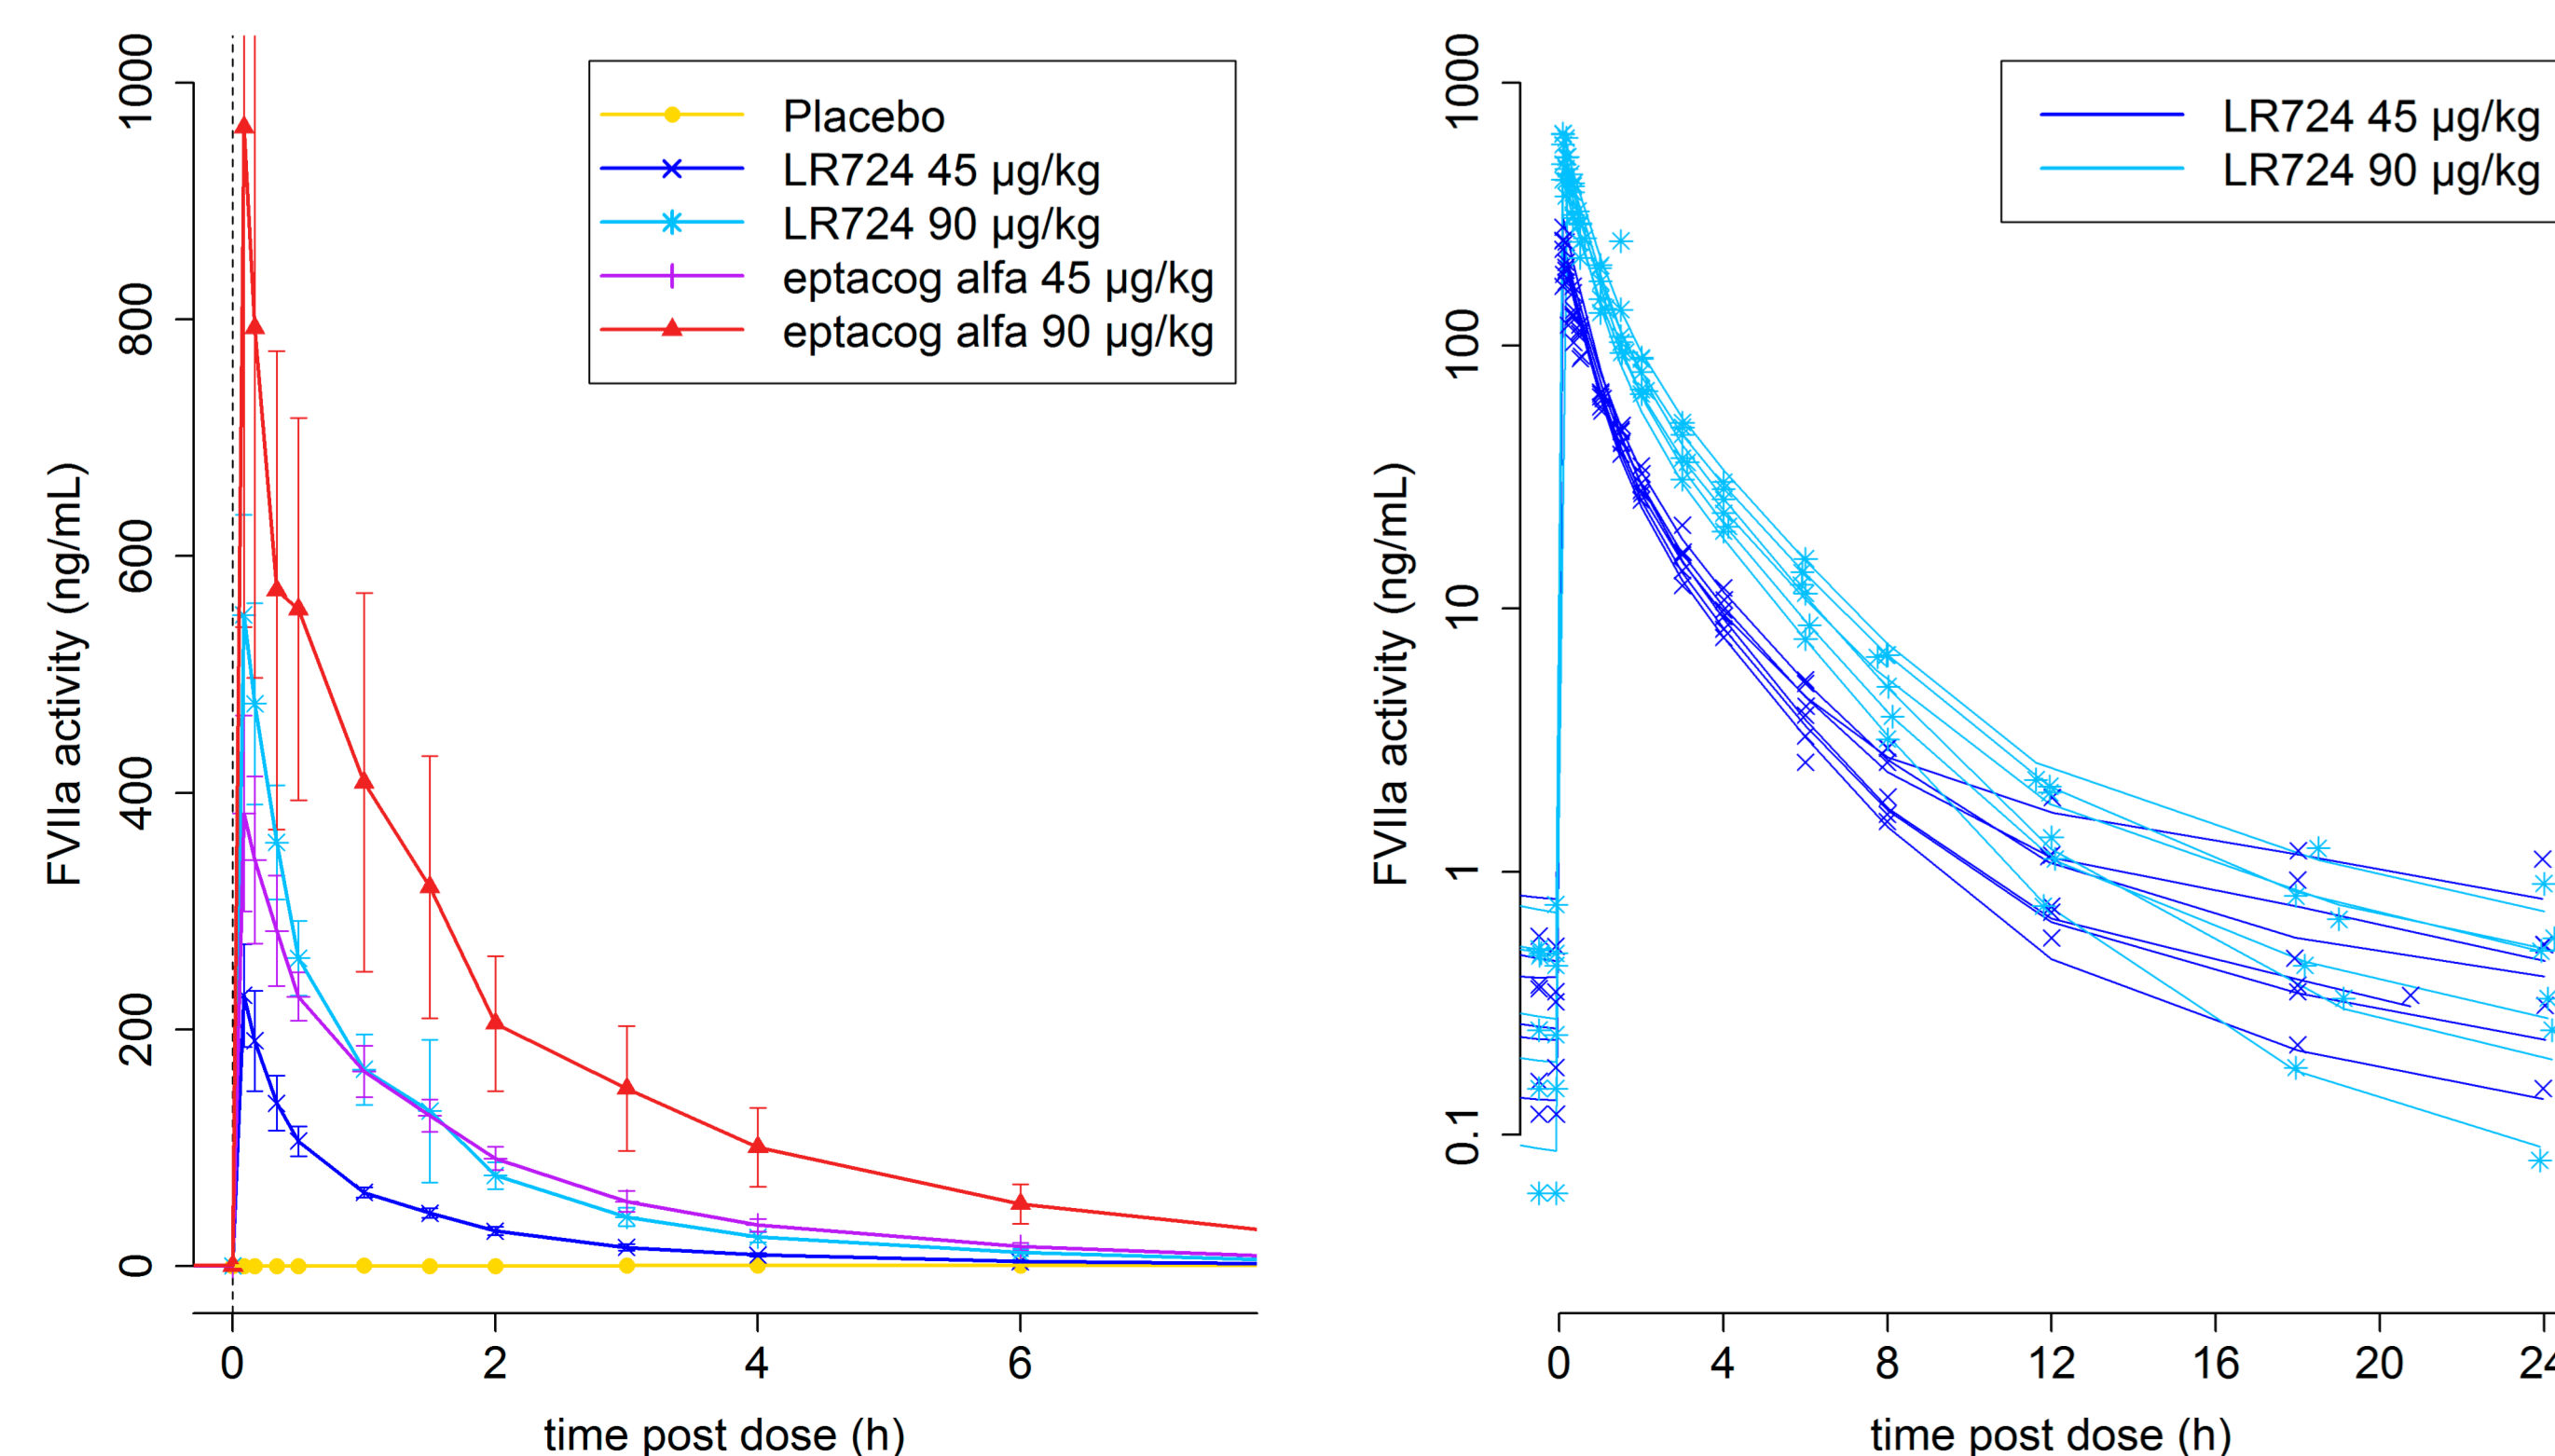 1000
800
600
400
200
0
FVIIa activity (ng/mL)
Placebo
LR724 45 µg/kg
LR724 90 µg/kg
eptacog alfa 45 µg/kg
eptacog alfa 90 µg/kg
0 2 4 6
time post dose (h)
1000
100
10
1
0.1
FVIIa activity (ng/mL)
LR724 45 µg/kg
LR724 90 µg/kg
0 4 8 12 16 20 24
time post dose (h)